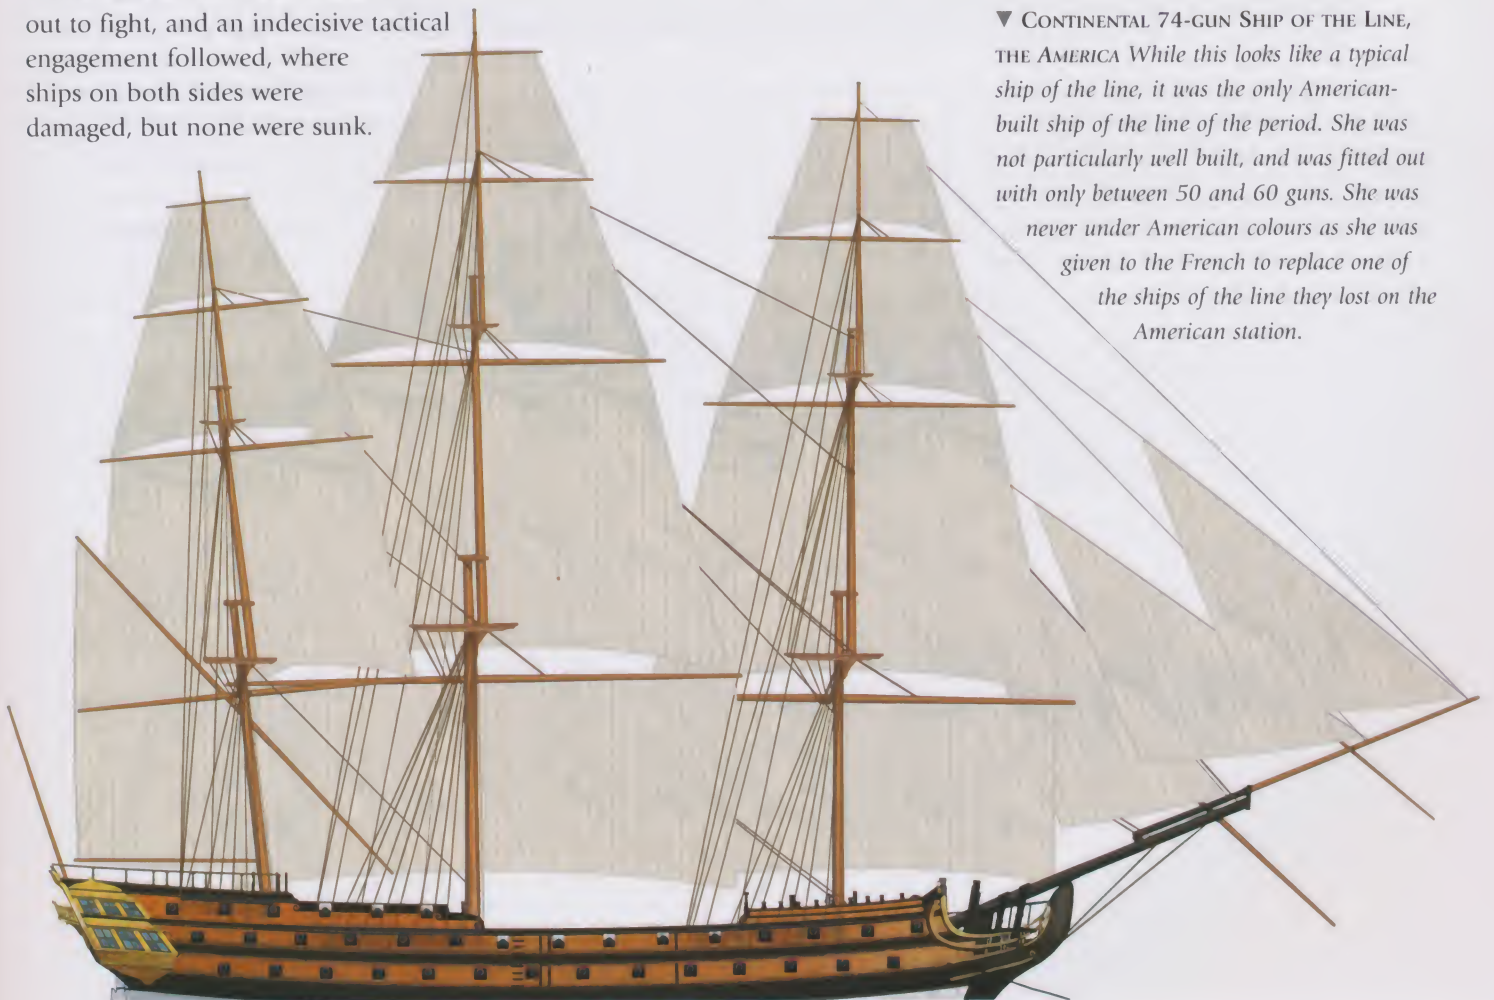 out to fight, and an indecisive tactical
engagement followed, where
ships on both sides were
damaged, but none were sunk.
▼ CONTINENTAL 74-GUN SHIP OF THE LINE,
THE AMERICA While this looks like a typical
ship of the line, it was the only American-
built ship of the line of the period. She was
not particularly well built, and was fitted out
with only between 50 and 60 guns. She was
never under American colours as she was
given to the French to replace one of
the ships of the line they lost on the
American station.